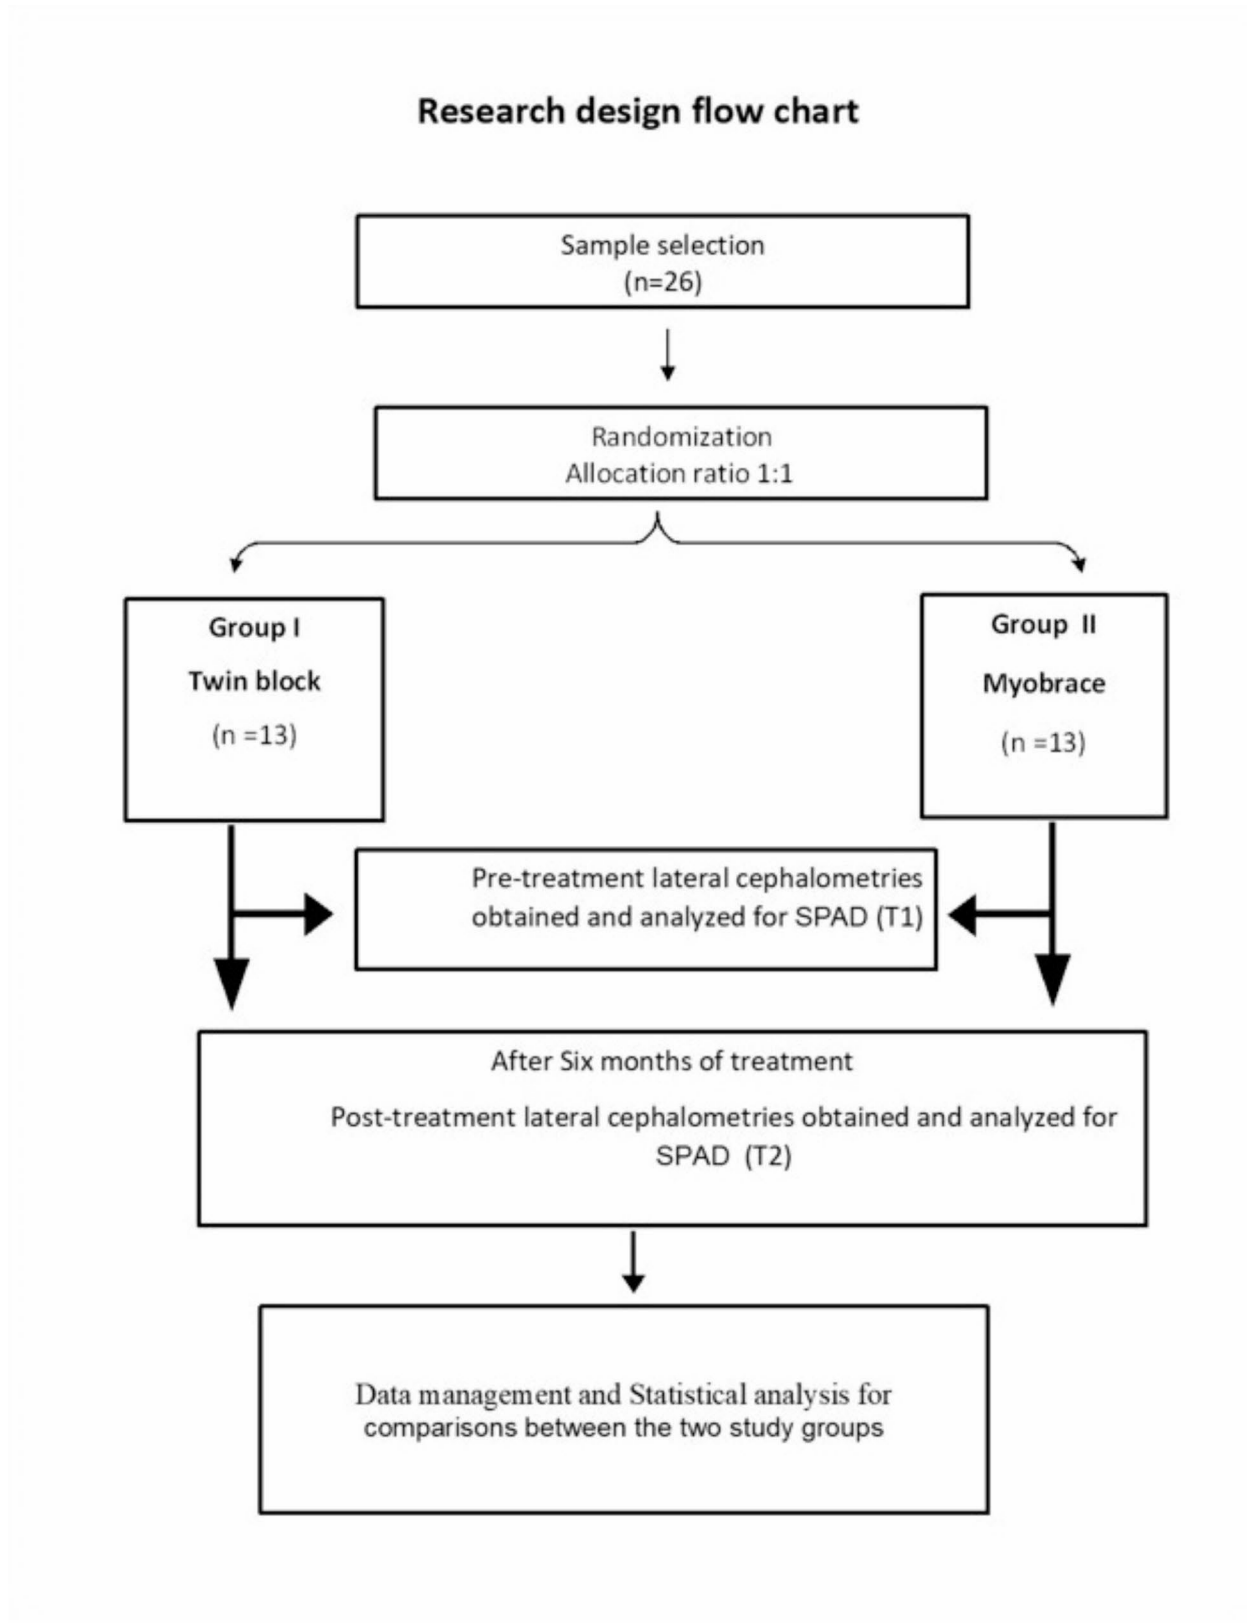 Research design flow chart
Sample selection
(n=26)
Randomization
Allocation ratio 1:1
Group I
Twin block
(n =13)
Group  II
Myobrace
(n =13)
Pre-treatment lateral cephalometries
obtained and analyzed for SPAD (T1)
After Six months of treatment
Post-treatment lateral cephalometries obtained and analyzed for
SPAD  (T2)
Data management and Statistical analysis for
comparisons between the two study groups